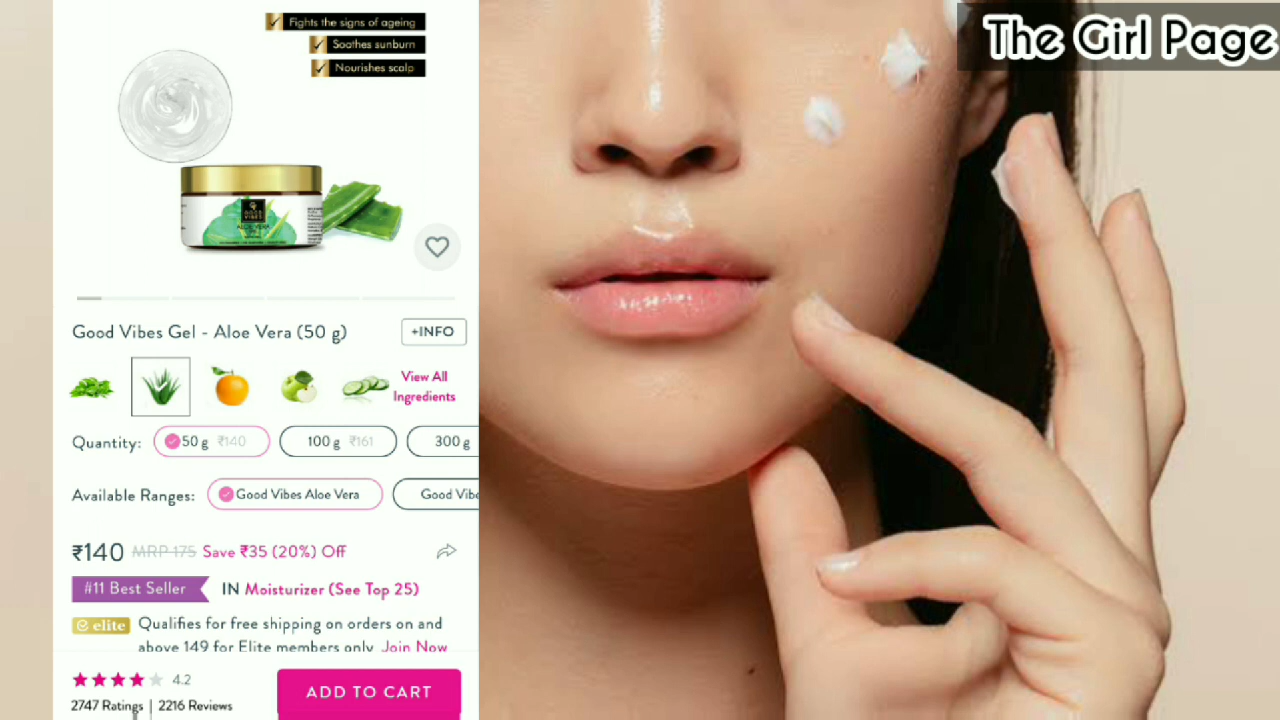 Fights the signs of ageing
Soothes sunburn
Nourishes scalp
The Girl Page
GOOD VIBES
ALOE VERA
Good Vibes Gel - Aloe Vera (50 g)
+INFO
View All
Ingredients
Quantity: 50 g ₹140 100 g ₹161 300 g
Available Ranges: Good Vibes Aloe Vera Good Vib
₹140 MRP 175 Save ₹35 (20%) Off
#11 Best Seller IN Moisturizer (See Top 25)
elite Qualifies for free shipping on orders on and
above 149 for Elite members only Join Now
4.2
2747 Ratings | 2216 Reviews
ADD TO CART